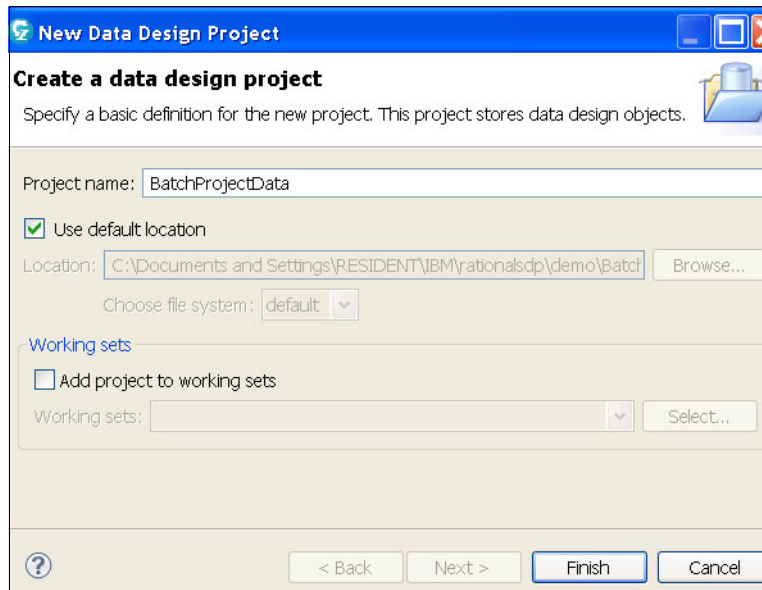 New Data Design Project
Create a data design project
Specify a basic definition for the new project. This project stores data design objects.
Project name: BatchProjectData
Use default location
Location: C:\Documents and Settings\RESIDENT\IBM\rationalsdp\demo\Batch Browse...
Choose file system: default
Working sets
Add project to working sets
Working sets: Select...
? < Back Next > Finish Cancel